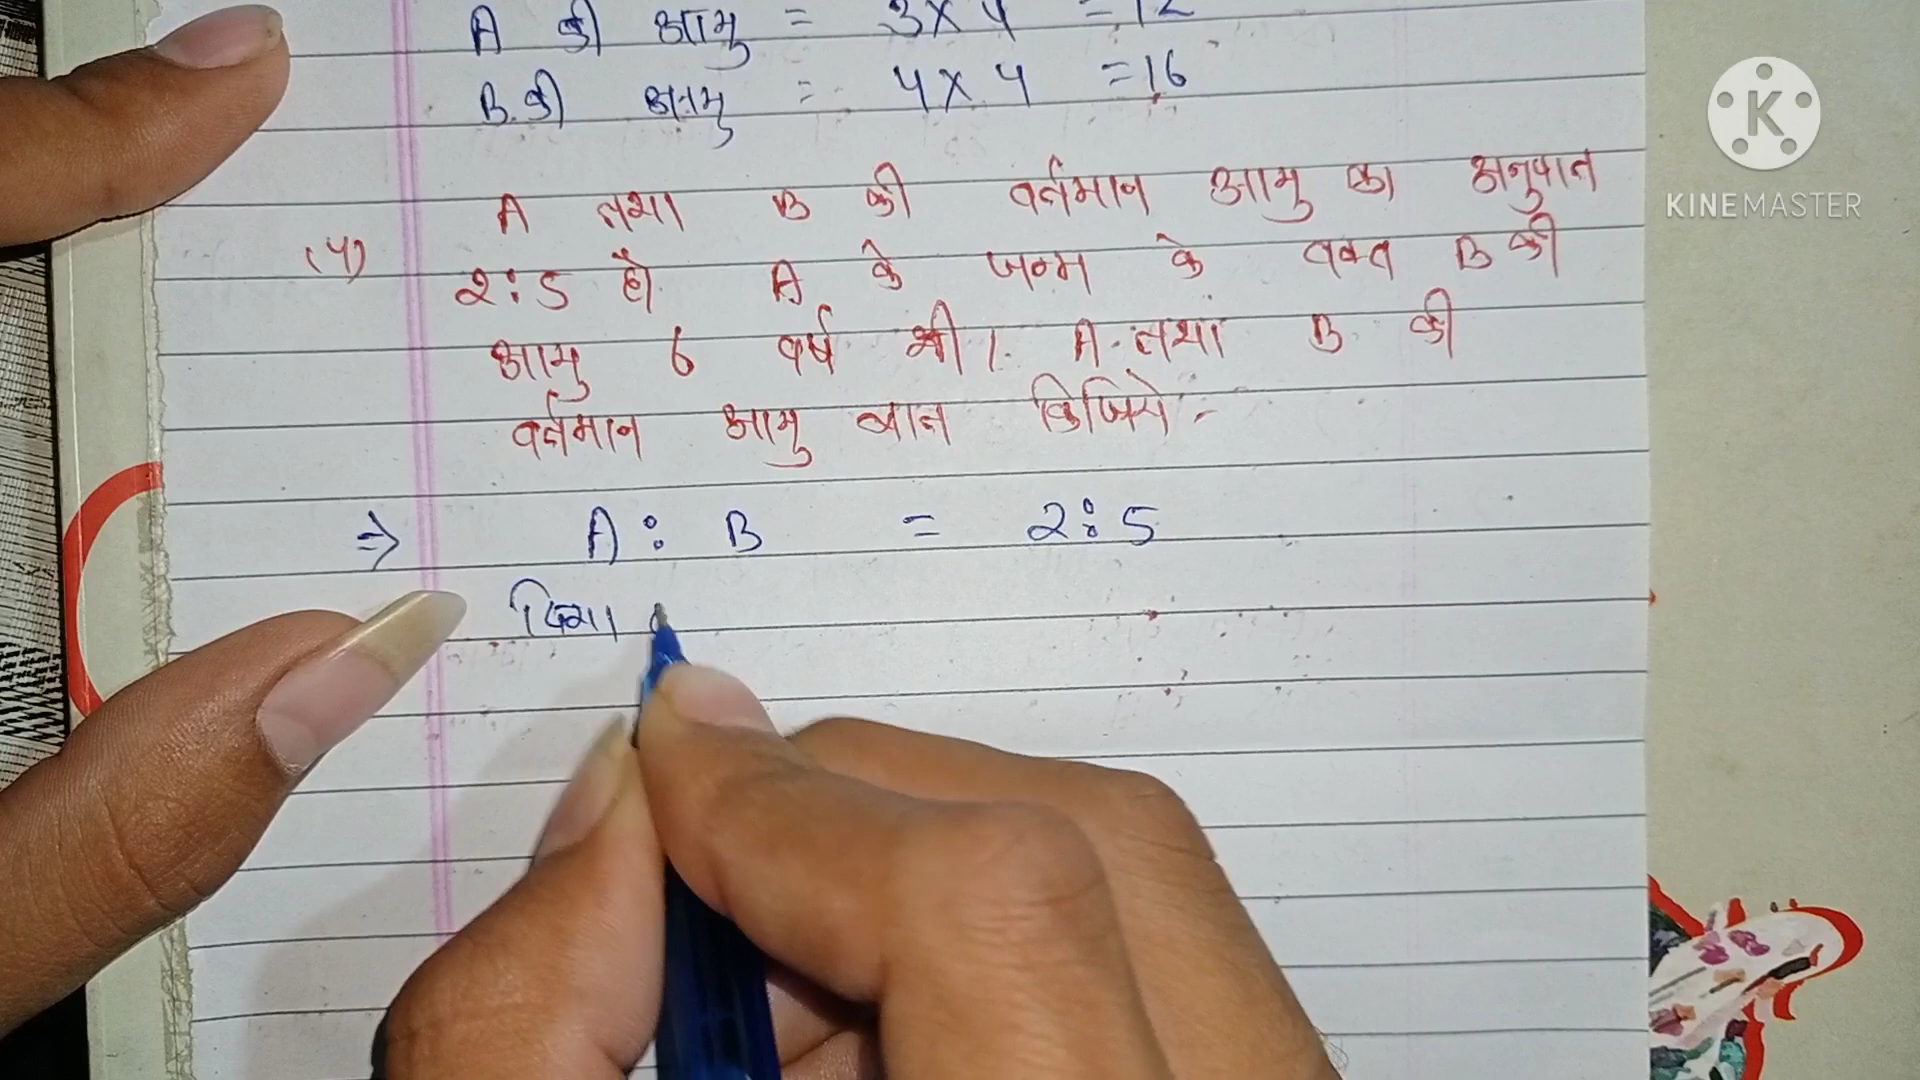 A की आयु = 3×4 = 12
B की आयु = 4×4 = 16
(4) A तथा B की वर्तमान आयु का अनुपात
2:5 है। A के जन्म के वक्त B की
आयु 6 वर्ष थी। A तथा B की
वर्तमान आयु ज्ञात किजिये -
⇒ A : B = 2:5
दिया
K
KINEMASTER